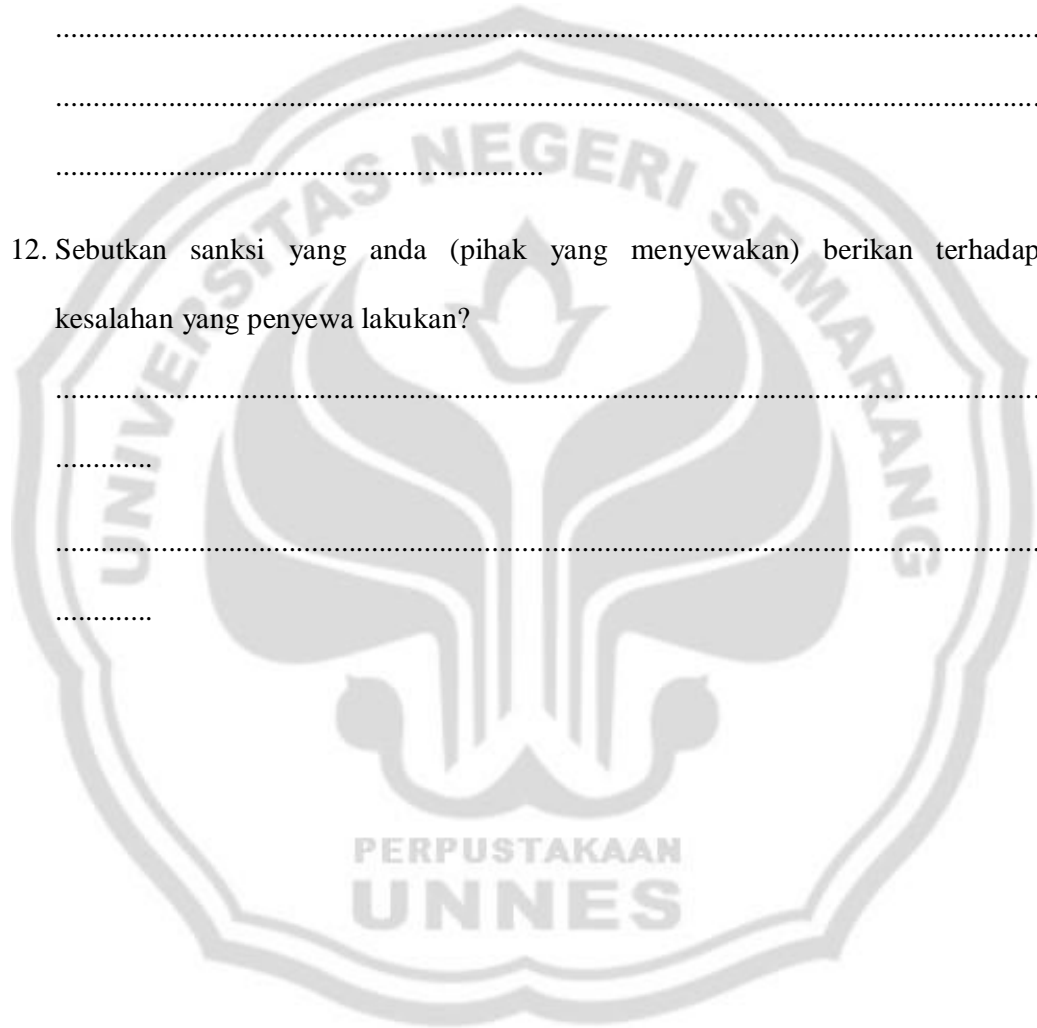 ....................................................................................................................................
....................................................................................................................................
.................................................................
12. Sebutkan sanksi yang anda (pihak yang menyewakan) berikan terhadap
kesalahan yang penyewa lakukan?
....................................................................................................................................
.............
....................................................................................................................................
.............
UNIVERSITAS NEGERI SEMARANG
PERPUSTAKAAN
UNNES